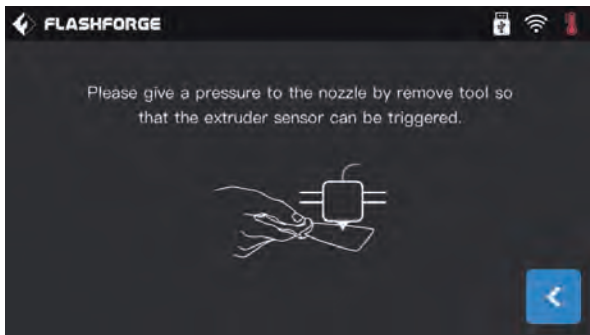 FLASHFORGE
Please give a pressure to the nozzle by remove tool so
that the extruder sensor can be triggered.